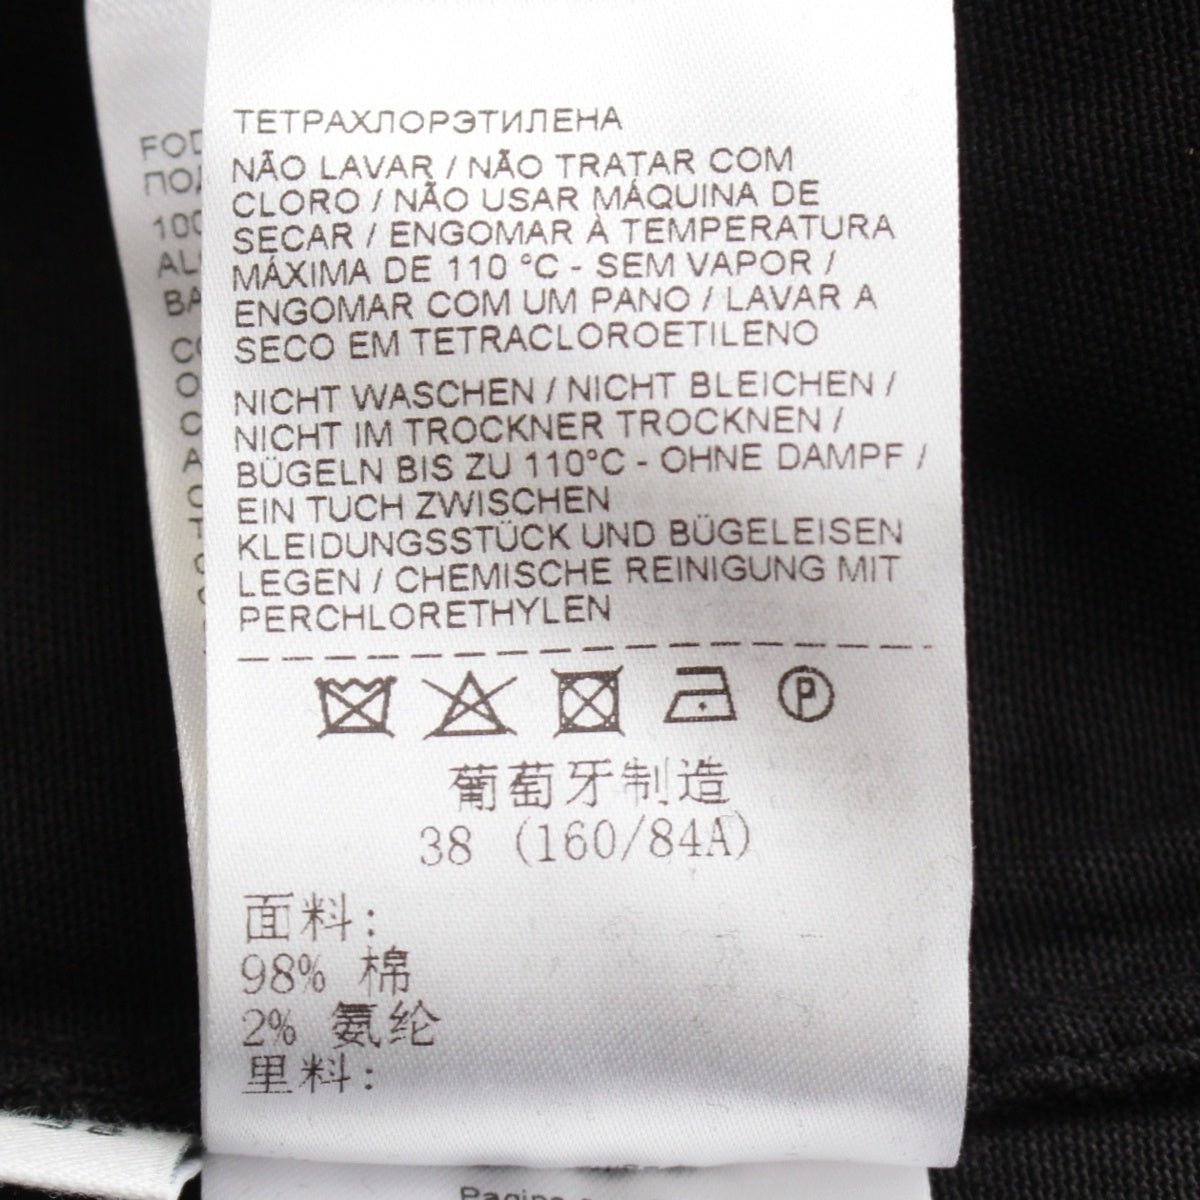 ТЕТРАХЛОРЭТИЛЕНА
NÃO LAVAR / NÃO TRATAR COM
CLORO / NÃO USAR MÁQUINA DE
SECAR / ENGOMAR À TEMPERATURA
MÁXIMA DE 110 °C - SEM VAPOR /
ENGOMAR COM UM PANO / LAVAR A
SECO EM TETRACLOROETILENO
NICHT WASCHEN / NICHT BLEICHEN /
NICHT IM TROCKNER TROCKNEN /
BÜGELN BIS ZU 110°C - OHNE DAMPF /
EIN TUCH ZWISCHEN
KLEIDUNGSSTÜCK UND BÜGELEISEN
LEGEN / CHEMISCHE REINIGUNG MIT
PERCHLORETHYLEN
P
葡萄牙制造
38 (160/84A)
面料:
98% 棉
2% 氨纶
里料: